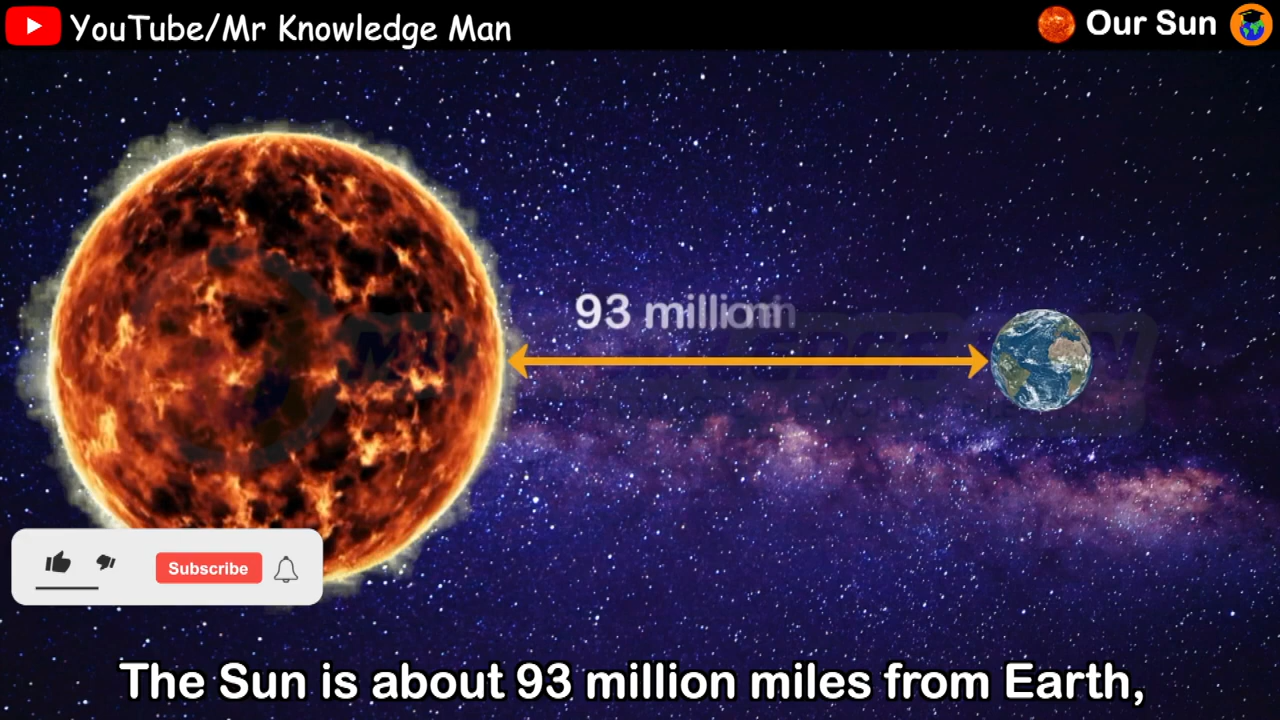 YouTube/Mr Knowledge Man
Our Sun
93 million
Subscribe
The Sun is about 93 million miles from Earth,